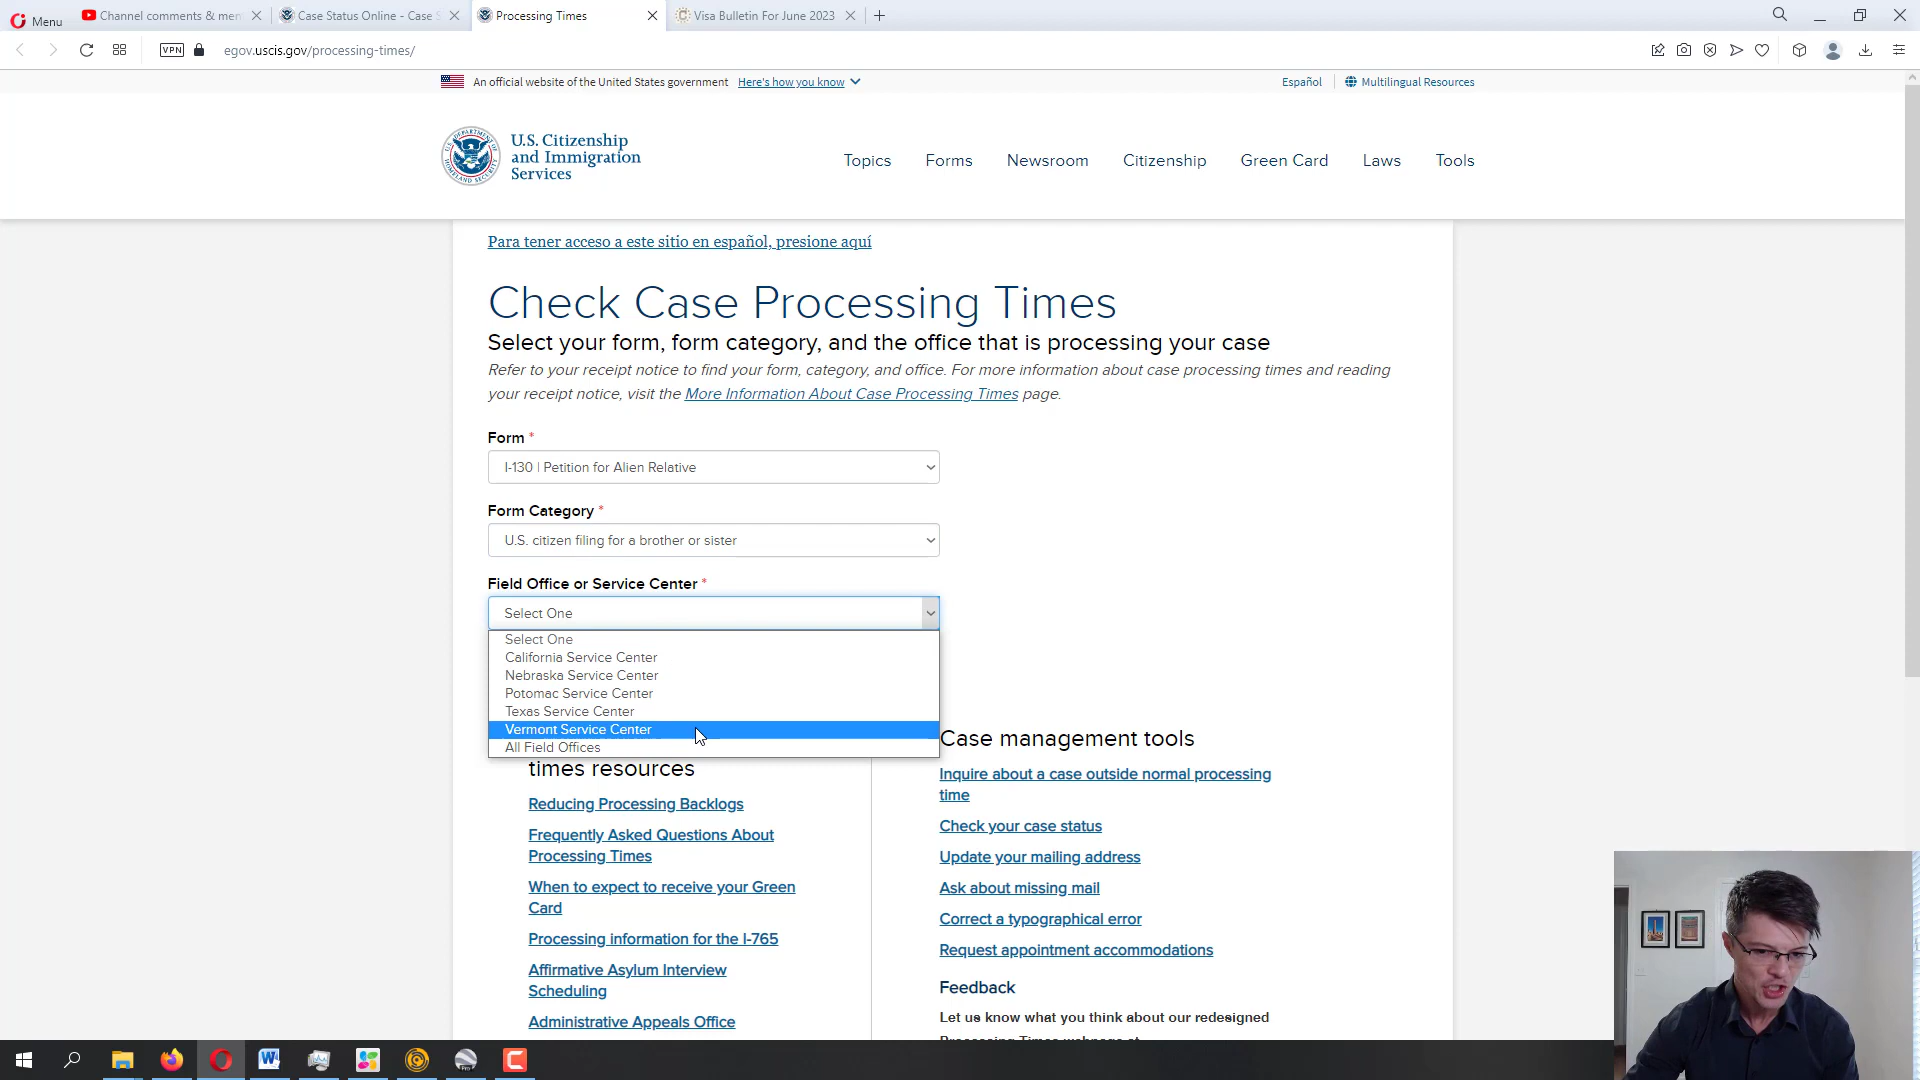 Menu
Channel comments & men
Case Status Online - Case S
Processing Times
Visa Bulletin For June 2023
VPN
egov.uscis.gov/processing-times/
An official website of the United States government Here's how you know
Español
Multilingual Resources
U.S. Citizenship
and Immigration
Services
Topics
Forms
Newsroom
Citizenship
Green Card
Laws
Tools
Para tener acceso a este sitio en español, presione aquí
Check Case Processing Times
Select your form, form category, and the office that is processing your case
Refer to your receipt notice to find your form, category, and office. For more information about case processing times and reading
your receipt notice, visit the More Information About Case Processing Times page.
Form *
I-130 | Petition for Alien Relative
Form Category *
U.S. citizen filing for a brother or sister
Field Office or Service Center *
Select One
Select One
California Service Center
Nebraska Service Center
Potomac Service Center
Texas Service Center
Vermont Service Center
All Field Offices
times resources
Reducing Processing Backlogs
Frequently Asked Questions About
Processing Times
When to expect to receive your Green
Card
Processing information for the I-765
Affirmative Asylum Interview
Scheduling
Administrative Appeals Office
Case management tools
Inquire about a case outside normal processing
time
Check your case status
Update your mailing address
Ask about missing mail
Correct a typographical error
Request appointment accommodations
Feedback
Let us know what you think about our redesigned